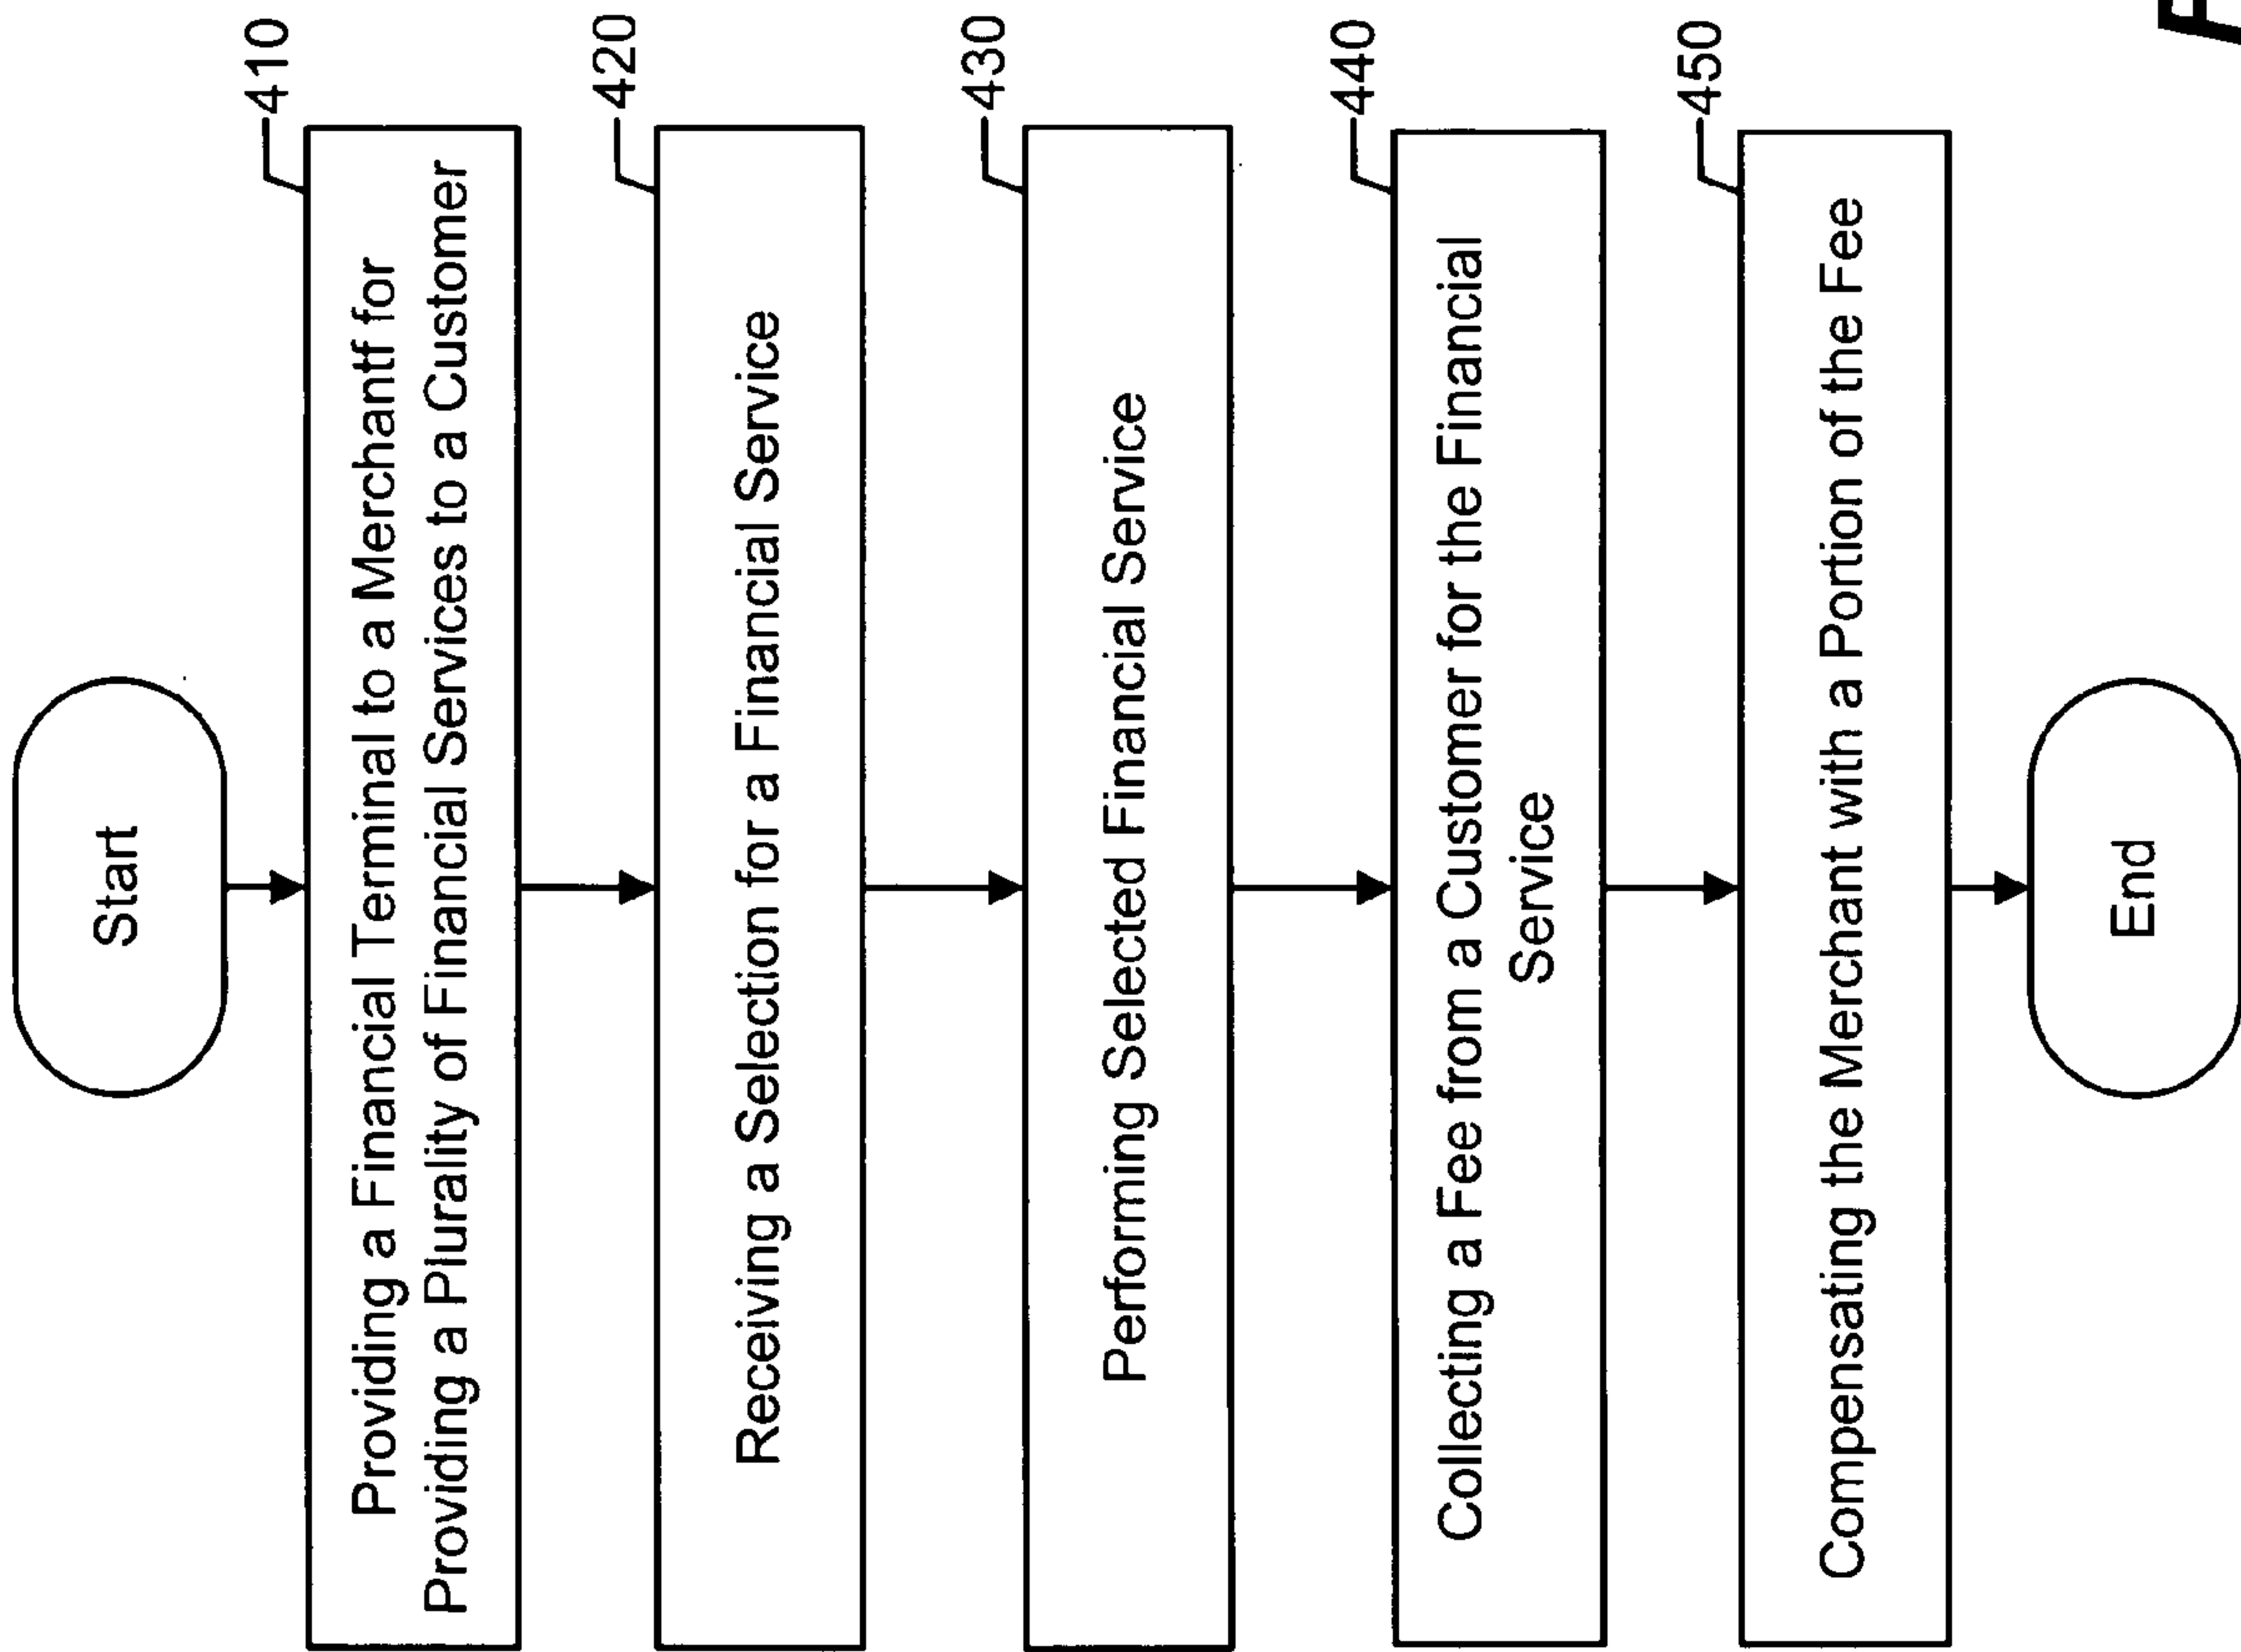 Start
410
Providing a Financial Terminal to a Merchantf for
Providing a Plurality of Financial Services to a Customer
420
Receiving a Selection for a Financial Service
430
Performing Selected Financial Service
440
Collecting a Fee from a Customer for the Financial
Service
450
Compensating the Merchant with a Portion of the Fee
End